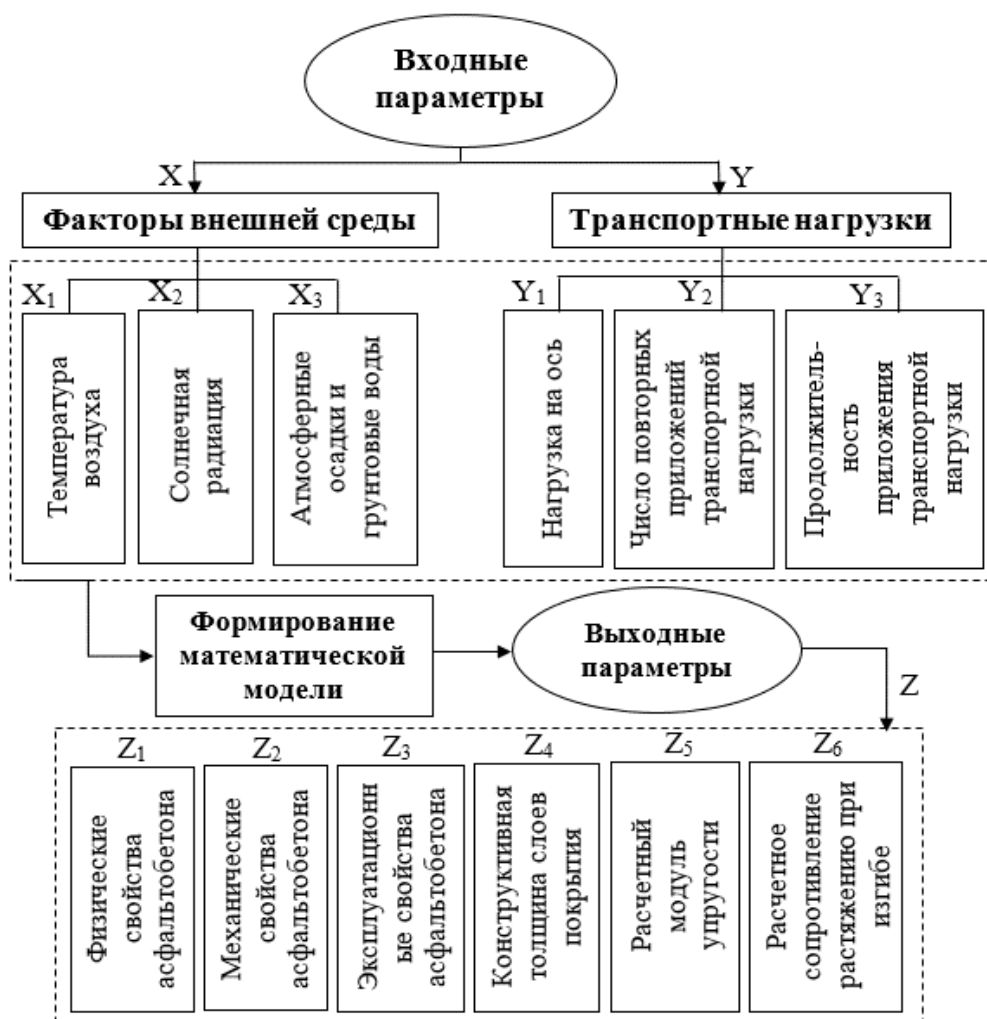 Входные
параметры
X
Y
Факторы внешней среды
Транспортные нагрузки
X1
X2
X3
Y1
Y2
Y3
Температура
воздуха
Солнечная
радиация
Атмосферные
осадки и
грунтовые воды
Нагрузка на ось
Число повторных
приложений
транспортной
нагрузки
Продолжитель-
ность
приложения
транспортной
нагрузки
Формирование
математической
модели
Выходные
параметры
Z
Z1
Z2
Z3
Z4
Z5
Z6
Физические
свойства
асфальтобетона
Механические
свойства
асфальтобетона
Эксплуатационн
ые свойства
асфальтобетона
Конструктивная
толщина слоев
покрытия
Расчетный
модуль
упругости
Расчетное
сопротивление
растяжению при
изгибе